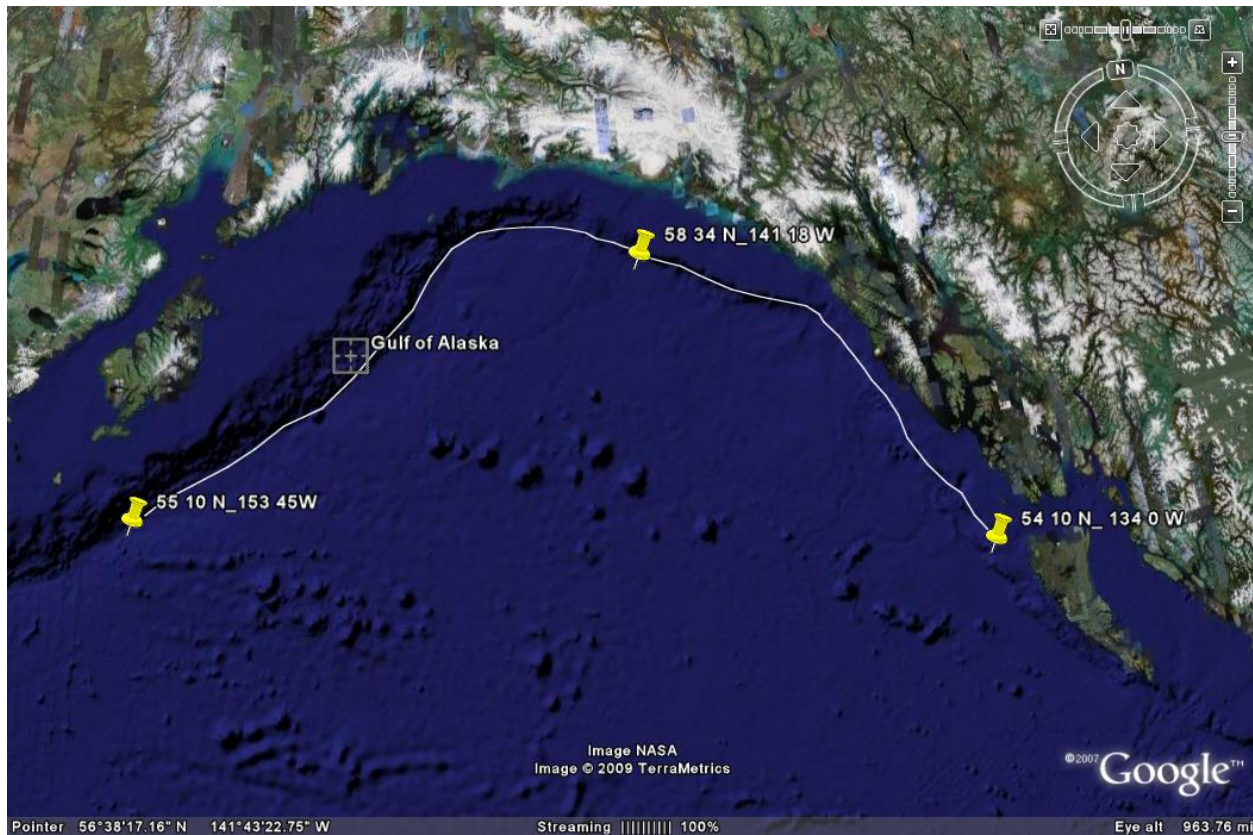 N
58 34 N_141 18 W
Gulf of Alaska
55 10 N_153 45W
54 10 N_ 134 0 W
Image NASA
Image © 2009 TerraMetrics
©2007 Google™
Pointer 56°38'17.16" N 141°43'22.75" W Streaming |||||||||| 100% Eye alt 963.76 mi